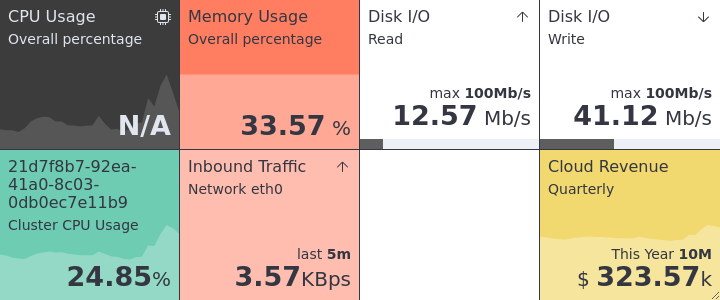 CPU Usage
Overall percentage
N/A
Memory Usage
Overall percentage
33.57 %
Disk I/O
Read
max 100Mb/s
12.57 Mb/s
Disk I/O
Write
max 100Mb/s
41.12 Mb/s
21d7f8b7-92ea-
41a0-8c03-
0db0ec7e11b9
Cluster CPU Usage
24.85%
Inbound Traffic
Network eth0
last 5m
3.57KBps
Cloud Revenue
Quarterly
This Year 10M
$ 323.57k